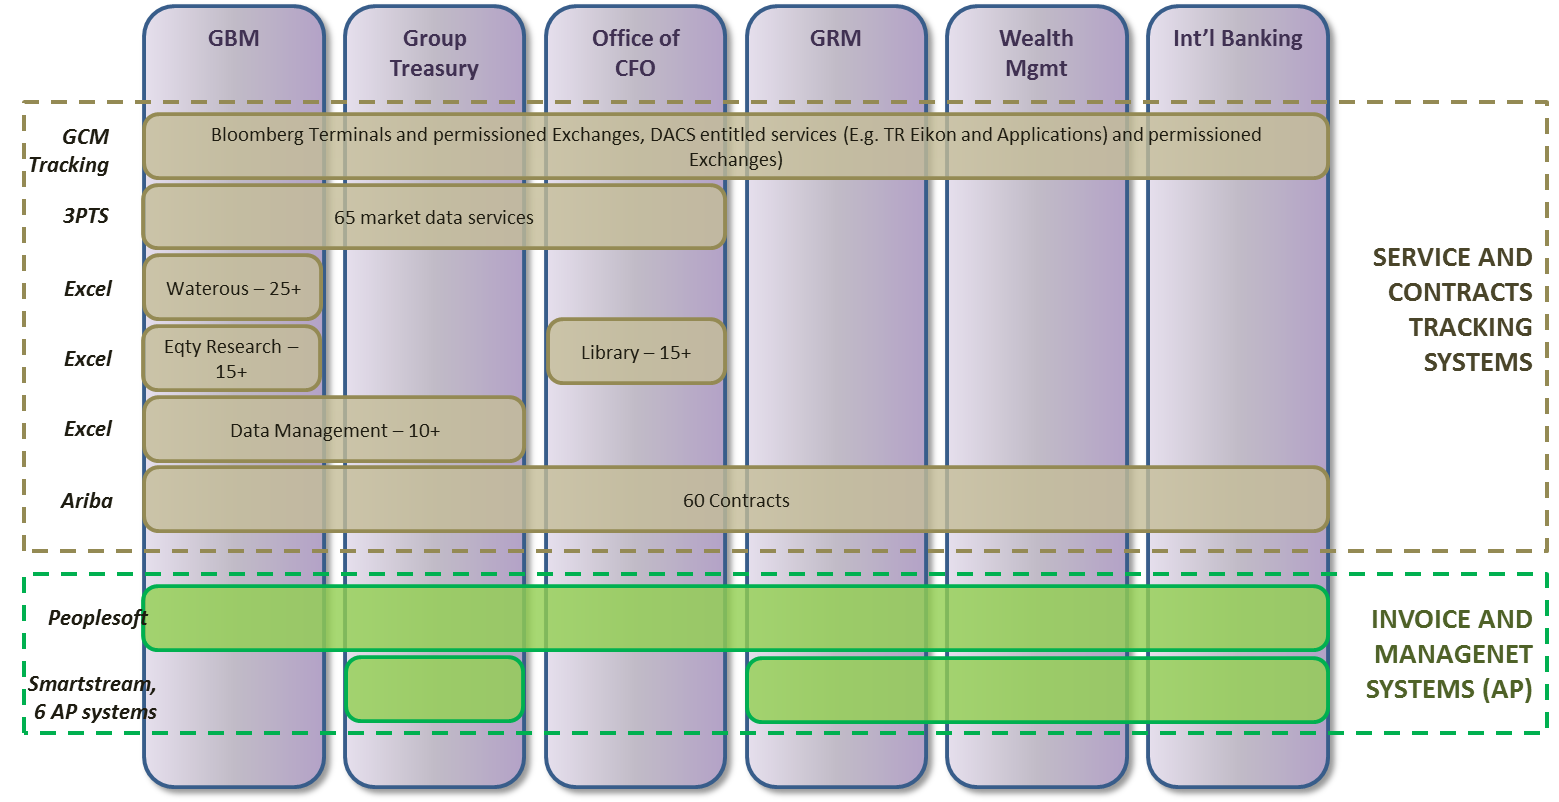 GBM
Group
Treasury
Office of
CFO
GRM
Wealth
Mgmt
Int’l Banking
GCM
Tracking
Bloomberg Terminals and permissioned Exchanges, DACS entitled services (E.g. TR Eikon and Applications) and permissioned
Exchanges)
3PTS
65 market data services
Excel
Waterous – 25+
Excel
Eqty Research –
15+
Library – 15+
Excel
Data Management – 10+
Ariba
60 Contracts
SERVICE AND
CONTRACTS
TRACKING
SYSTEMS
Peoplesoft
Smartstream,
6 AP systems
INVOICE AND
MANAGENET
SYSTEMS (AP)